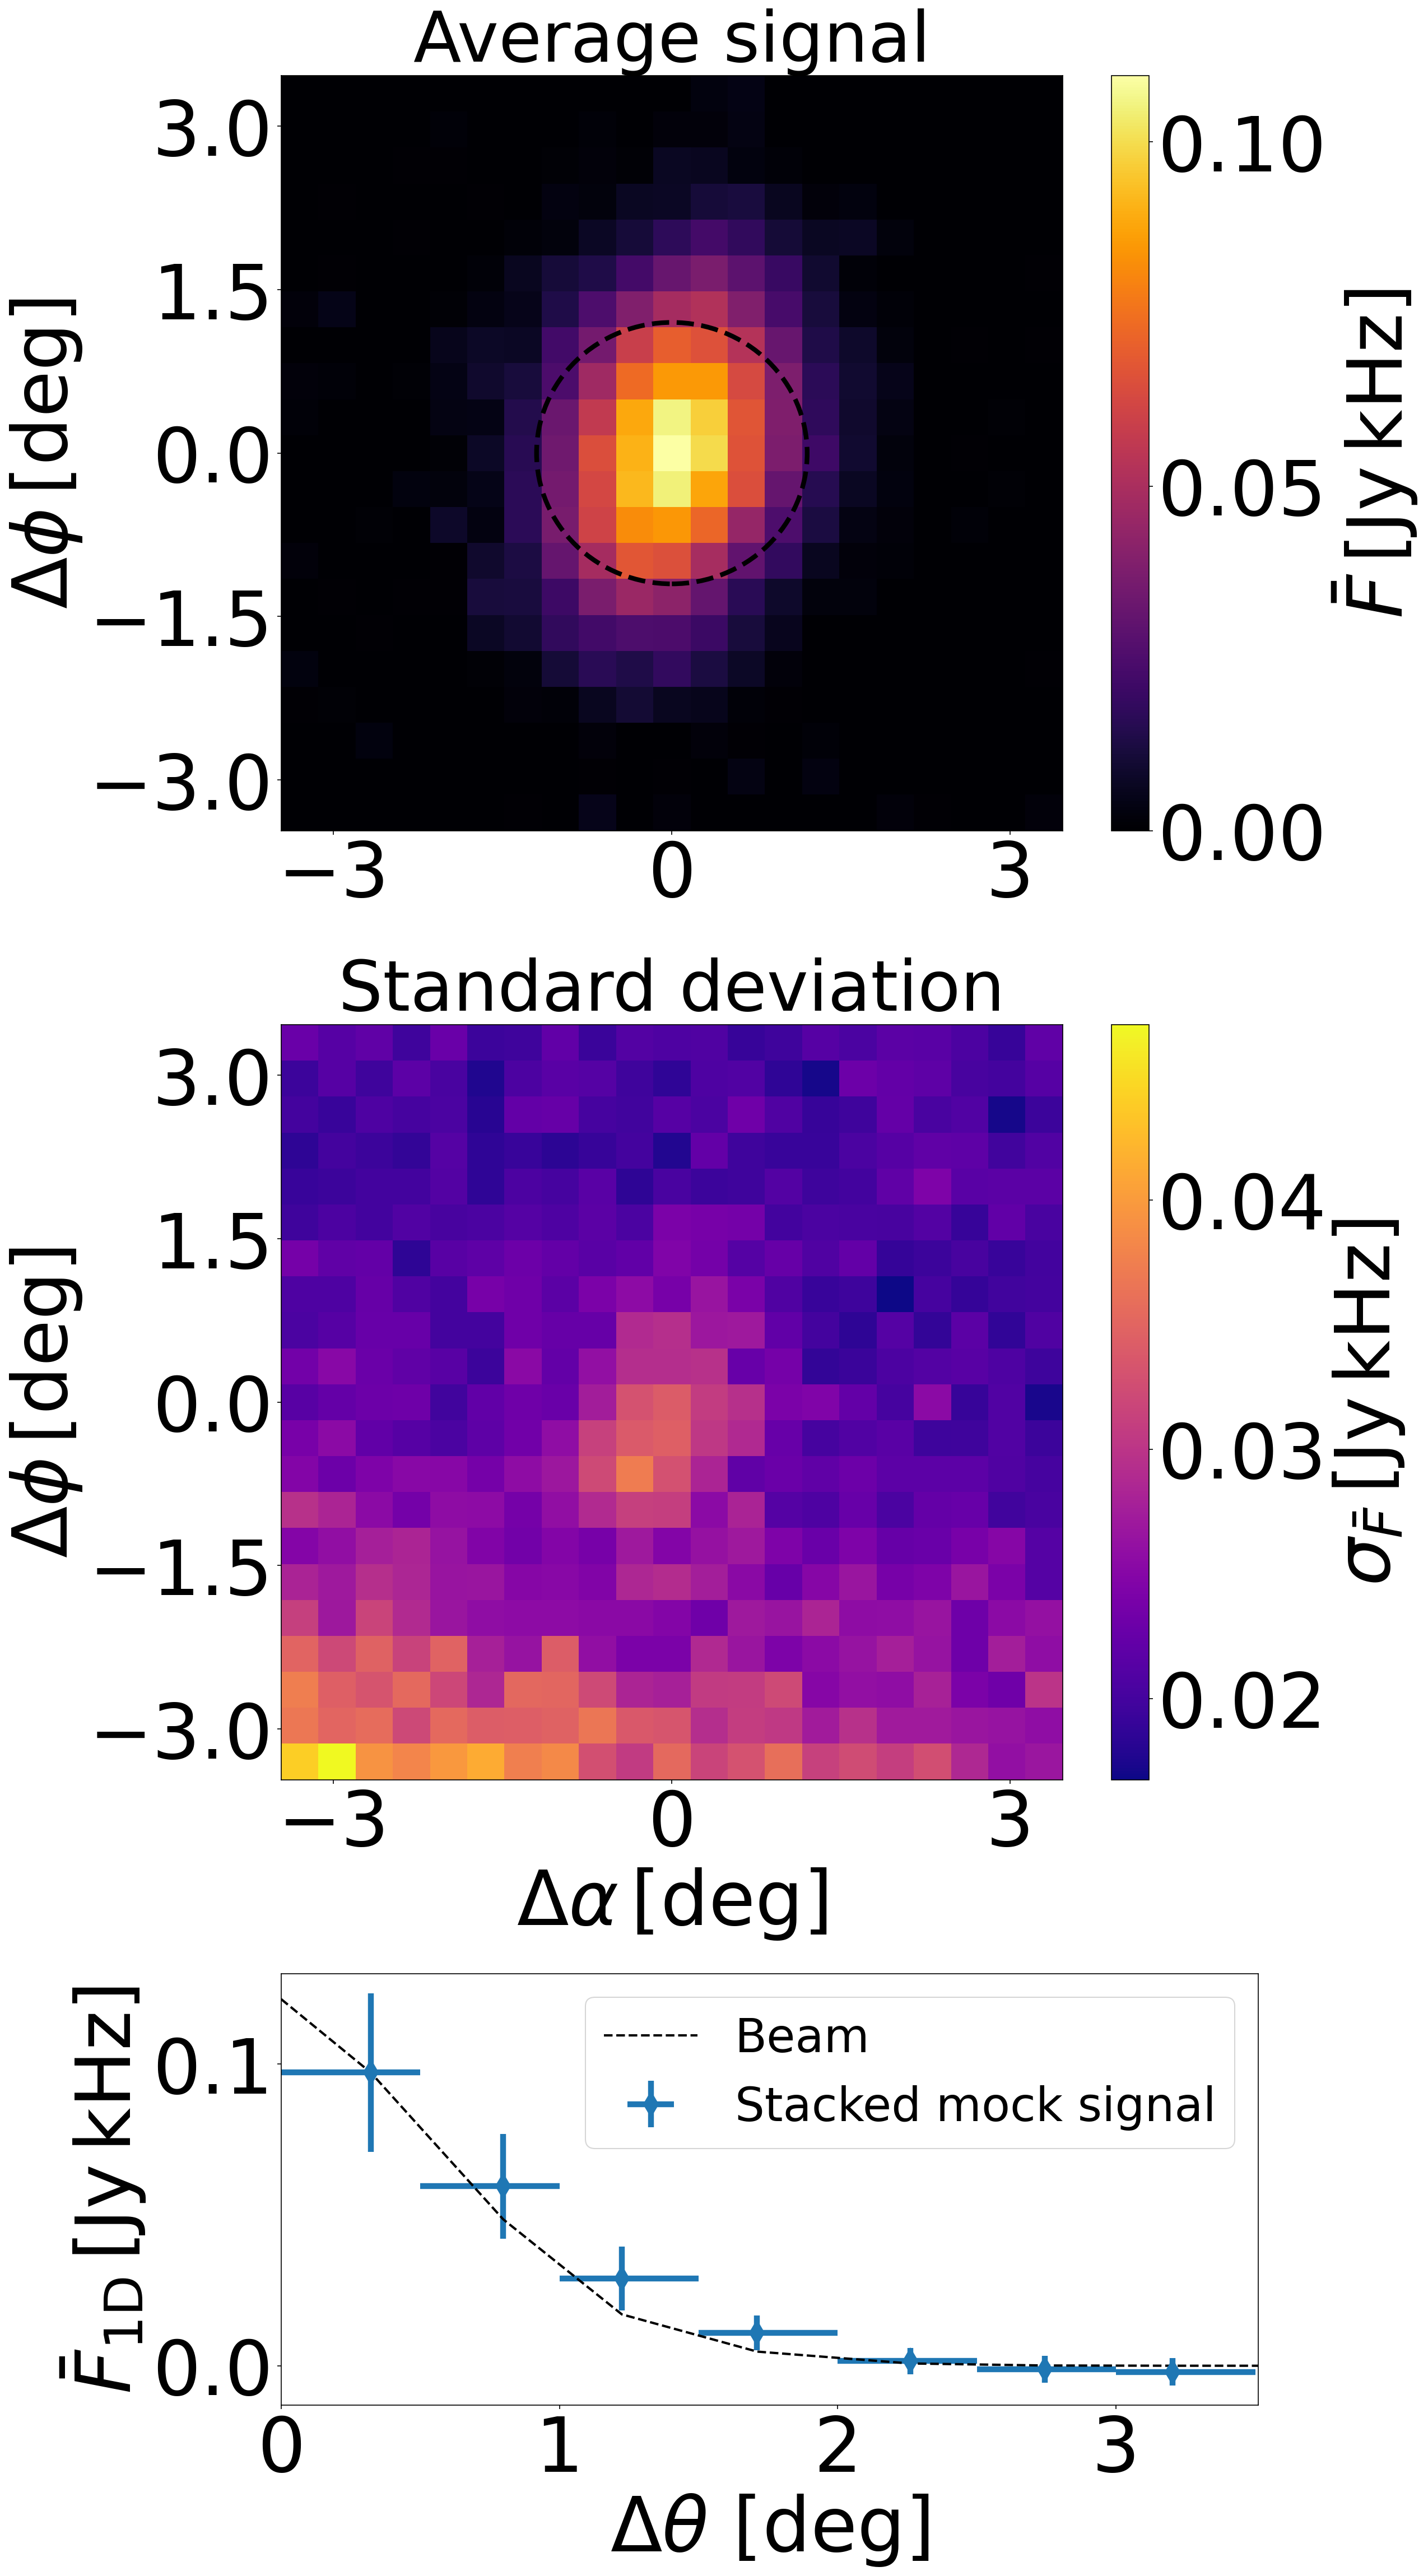 Average signal
3.0
1.5
0.0
−1.5
−3.0
Δϕ [deg]
−3 0 3
0.10
0.05
0.00
F̄ [Jy kHz]
Standard deviation
3.0
1.5
0.0
−1.5
−3.0
Δϕ [deg]
−3 0 3
Δα [deg]
0.04
0.03
0.02
σ_F̄ [Jy kHz]
0.1
0.0
F̄_1D [Jy kHz]
Beam
Stacked mock signal
0 1 2 3
Δθ [deg]